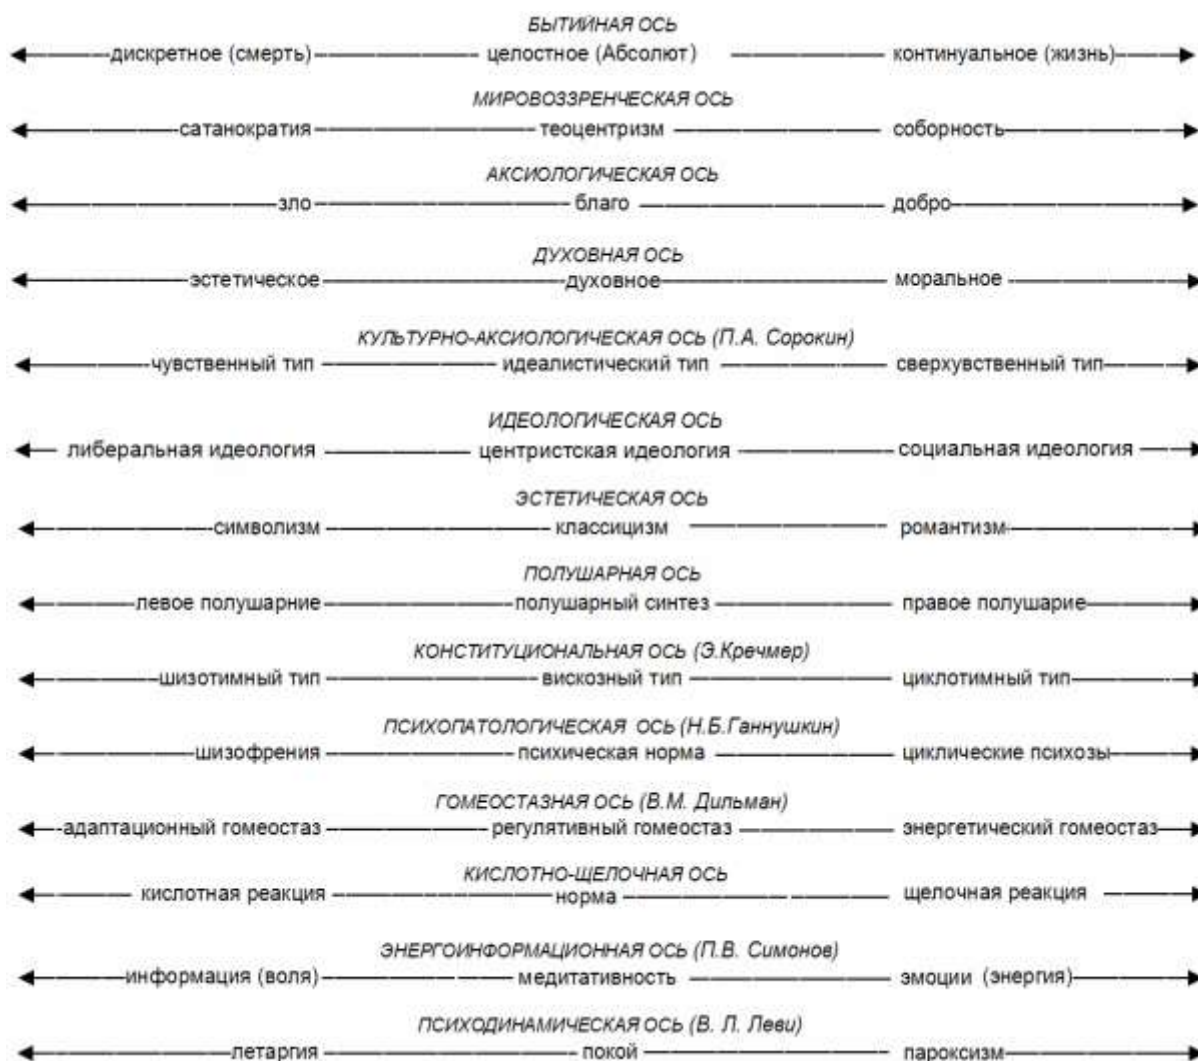 БЫТИЙНАЯ ОСЬ
дискретное (смерть) целостное (Абсолют) континуальное (жизнь)
МИРОВОЗЗРЕНЧЕСКАЯ ОСЬ
сатанократия теоцентризм соборность
АКСИОЛОГИЧЕСКАЯ ОСЬ
зло благо добро
ДУХОВНАЯ ОСЬ
эстетическое духовное моральное
КУЛЬТУРНО-АКСИОЛОГИЧЕСКАЯ ОСЬ (П.А. Сорокин)
чувственный тип идеалистический тип сверхувственный тип
ИДЕОЛОГИЧЕСКАЯ ОСЬ
либеральная идеология центристская идеология социальная идеология
ЭСТЕТИЧЕСКАЯ ОСЬ
символизм классицизм романтизм
ПОЛУШАРНАЯ ОСЬ
левое полушарние полушарный синтез правое полушарие
КОНСТИТУЦИОНАЛЬНАЯ ОСЬ (Э.Кречмер)
шизотимный тип вискозный тип циклотимный тип
ПСИХОПАТОЛОГИЧЕСКАЯ ОСЬ (Н.Б.Ганнушкин)
шизофрения психическая норма циклические психозы
ГОМЕОСТАЗНАЯ ОСЬ (В.М. Дильман)
адаптационный гомеостаз регулятивный гомеостаз энергетический гомеостаз
КИСЛОТНО-ЩЕЛОЧНАЯ ОСЬ
кислотная реакция норма щелочная реакция
ЭНЕРГОИНФОРМАЦИОННАЯ ОСЬ (П.В. Симонов)
информация (воля) медитативность эмоции (энергия)
ПСИХОДИНАМИЧЕСКАЯ ОСЬ (В. Л. Леви)
летаргия покой пароксизм